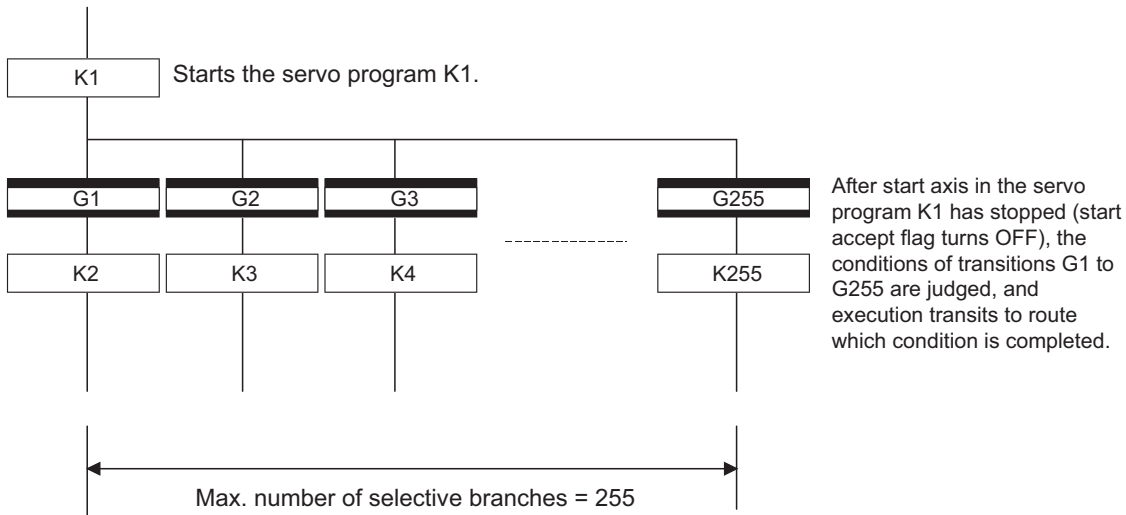 K1
Starts the servo program K1.
G1
G2
G3
G255
K2
K3
K4
K255
After start axis in the servo
program K1 has stopped (start
accept flag turns OFF), the
conditions of transitions G1 to
G255 are judged, and
execution transits to route
which condition is completed.
Max. number of selective branches = 255